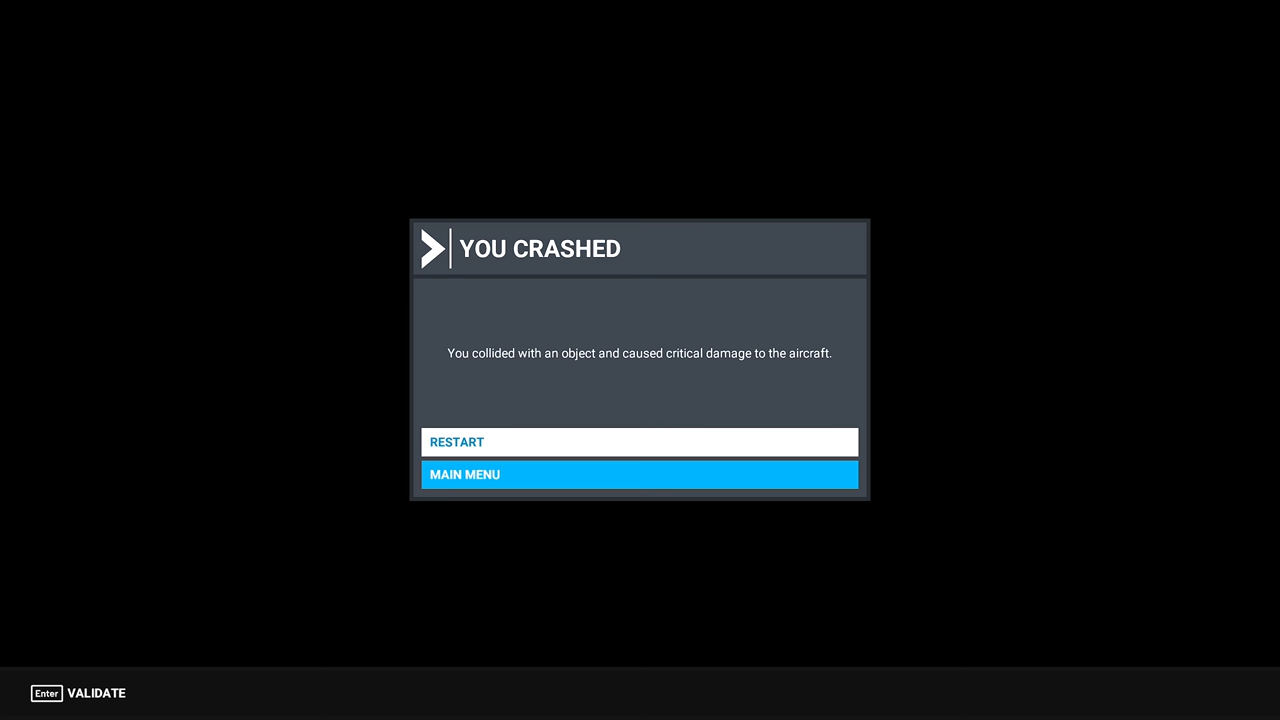 YOU CRASHED
You collided with an object and caused critical damage to the aircraft.
RESTART
MAIN MENU
Enter VALIDATE